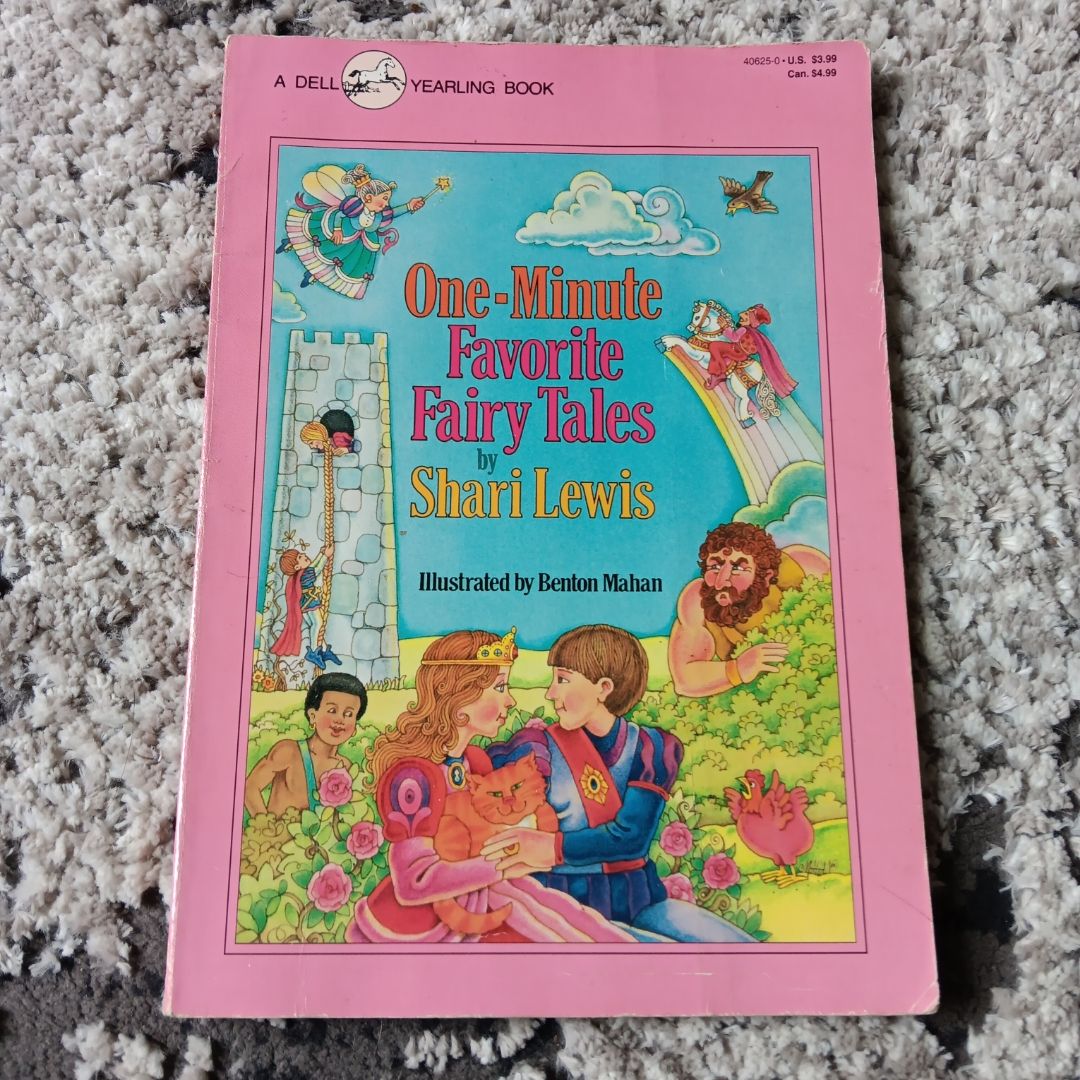 A DELL YEARLING BOOK
40625-0 • U.S. $3.99
Can. $4.99
One-Minute
Favorite
Fairy Tales
by
Shari Lewis
Illustrated by Benton Mahan